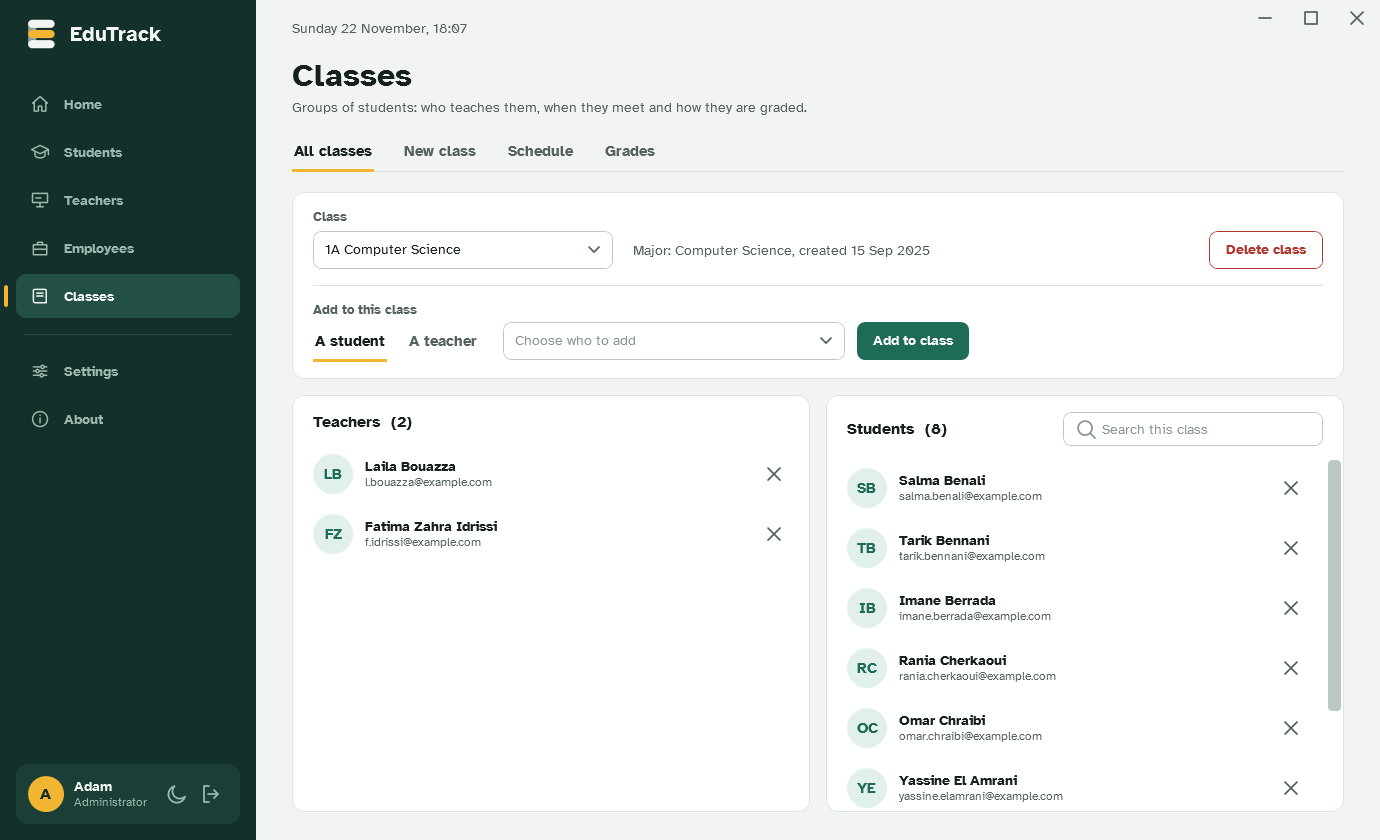 EduTrack
Home
Students
Teachers
Employees
Classes
Settings
About
A
Adam
Administrator
Sunday 22 November, 18:07
Classes
Groups of students: who teaches them, when they meet and how they are graded.
All classes New class Schedule Grades
Class
1A Computer Science
Major: Computer Science, created 15 Sep 2025
Delete class
Add to this class
A student A teacher Choose who to add Add to class
Teachers (2)
LB
Laila Bouazza
l.bouazza@example.com
FZ
Fatima Zahra Idrissi
f.idrissi@example.com
Students (8)
Search this class
SB
Salma Benali
salma.benali@example.com
TB
Tarik Bennani
tarik.bennani@example.com
IB
Imane Berrada
imane.berrada@example.com
RC
Rania Cherkaoui
rania.cherkaoui@example.com
OC
Omar Chraibi
omar.chraibi@example.com
YE
Yassine El Amrani
yassine.elamrani@example.com